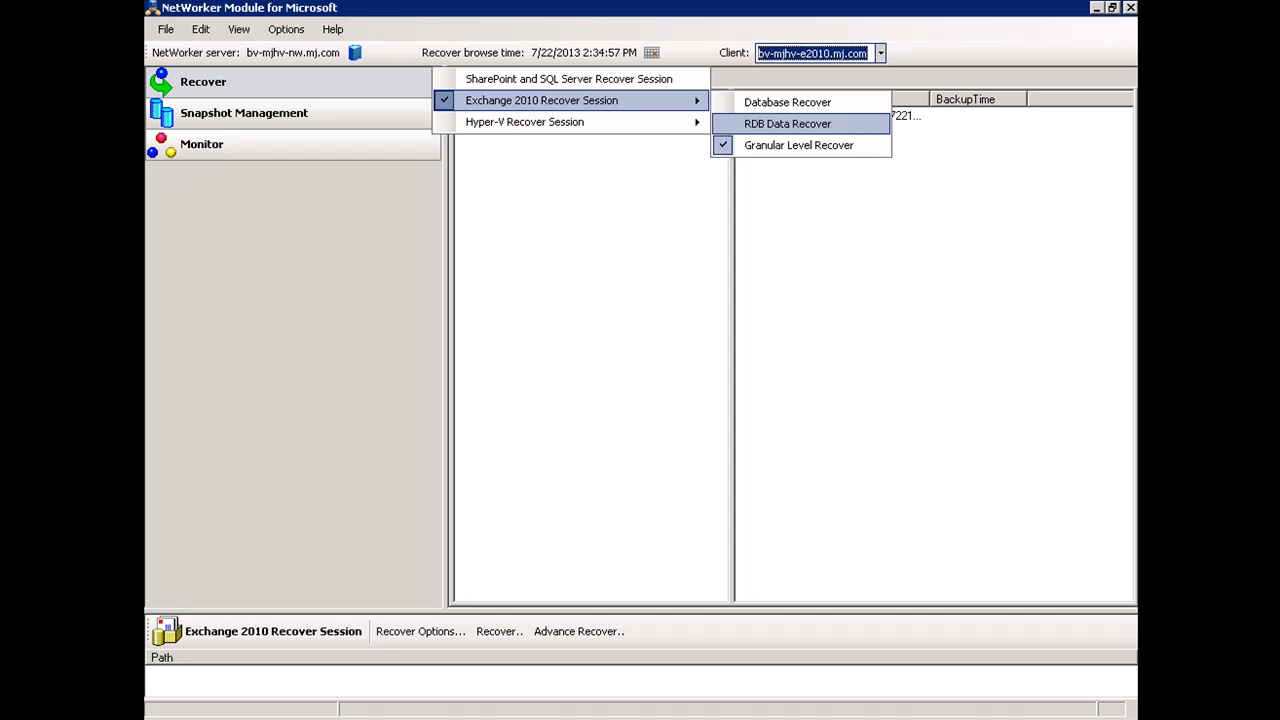 NetWorker Module for Microsoft
File Edit View Options Help
NetWorker server: bv-mjhv-nw.mj.com Recover browse time: 7/22/2013 2:34:57 PM Client: bv-mjhv-e2010.mj.com
Recover
Snapshot Management
Monitor
SharePoint and SQL Server Recover Session
Exchange 2010 Recover Session
Hyper-V Recover Session
Database Recover
RDB Data Recover
Granular Level Recover
BackupTime
7221...
Exchange 2010 Recover Session Recover Options... Recover.. Advance Recover..
Path